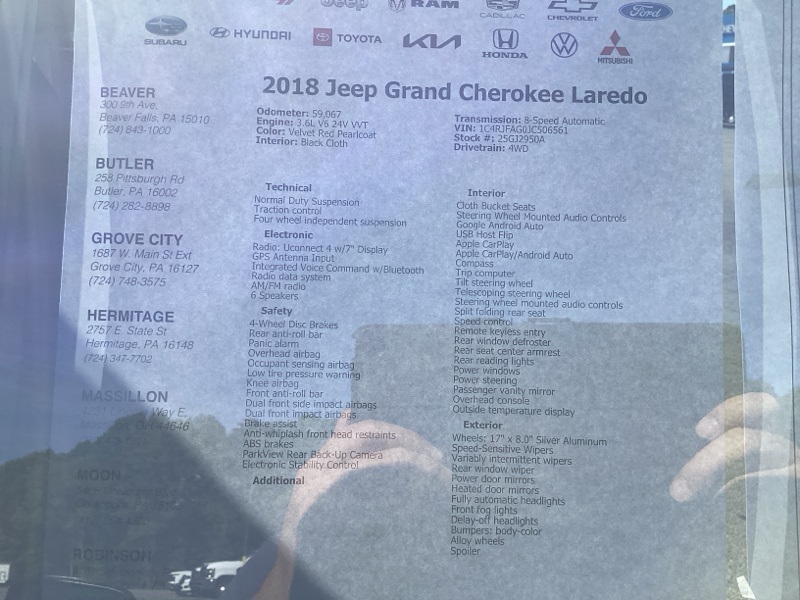 Jeep
RAM
CADILLAC
CHEVROLET
Ford
SUBARU
HYUNDAI
TOYOTA
KIA
HONDA
MITSUBISHI
2018 Jeep Grand Cherokee Laredo
Odometer: 59,067
Engine: 3.6L V6 24V VVT
Color: Velvet Red Pearlcoat
Interior: Black Cloth
Transmission: 8-Speed Automatic
VIN: 1C4RJFAG0JC506561
Stock #: 25GJ2950A
Drivetrain: 4WD
BEAVER
300 9th Ave,
Beaver Falls, PA 15010
(724) 843-1000
BUTLER
258 Pittsburgh Rd
Butler, PA 16002
(724) 282-8898
GROVE CITY
1687 W. Main St Ext
Grove City, PA 16127
(724) 748-3575
HERMITAGE
2757 E. State St
Hermitage, PA 16148
(724) 347-7702
MASSILLON
Way E,
44646
MOON
ROBINSON
Technical
Normal Duty Suspension
Traction control
Four wheel independent suspension
Electronic
Radio: Uconnect 4 w/7" Display
GPS Antenna Input
Integrated Voice Command w/Bluetooth
Radio data system
AM/FM radio
6 Speakers
Safety
4-Wheel Disc Brakes
Rear anti-roll bar
Panic alarm
Overhead airbag
Occupant sensing airbag
Low tire pressure warning
Knee airbag
Front anti-roll bar
Dual front side impact airbags
Dual front impact airbags
Brake assist
Anti-whiplash front head restraints
ABS brakes
ParkView Rear Back-Up Camera
Electronic Stability Control
Additional
Interior
Cloth Bucket Seats
Steering Wheel Mounted Audio Controls
Google Android Auto
USB Host Flip
Apple CarPlay
Apple CarPlay/Android Auto
Compass
Trip computer
Tilt steering wheel
Telescoping steering wheel
Steering wheel mounted audio controls
Split folding rear seat
Speed control
Remote keyless entry
Rear window defroster
Rear seat center armrest
Rear reading lights
Power windows
Power steering
Passenger vanity mirror
Overhead console
Outside temperature display
Exterior
Wheels: 17" x 8.0" Silver Aluminum
Speed-Sensitive Wipers
Variably intermittent wipers
Rear window wiper
Power door mirrors
Heated door mirrors
Fully automatic headlights
Front fog lights
Delay-off headlights
Bumpers: body-color
Alloy wheels
Spoiler